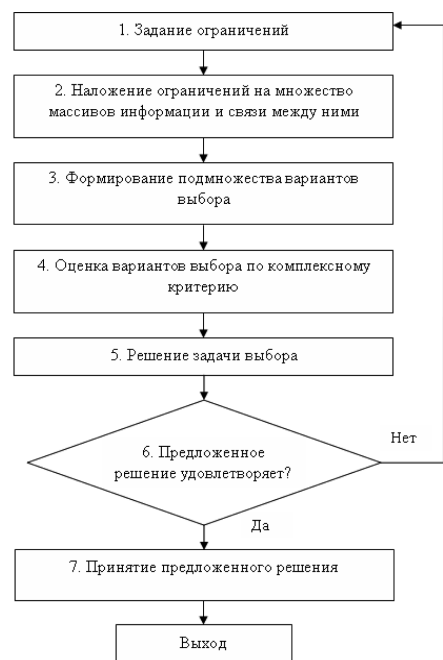 1. Задание ограничений
2. Наложение ограничений на множество
массивов информации и связи между ними
3. Формирование подмножества вариантов
выбора
4. Оценка вариантов выбора по комплексному
критерию
5. Решение задачи выбора
6. Предложенное
решение удовлетворяет?
Нет
Да
7. Принятие предложенного решения
Выход